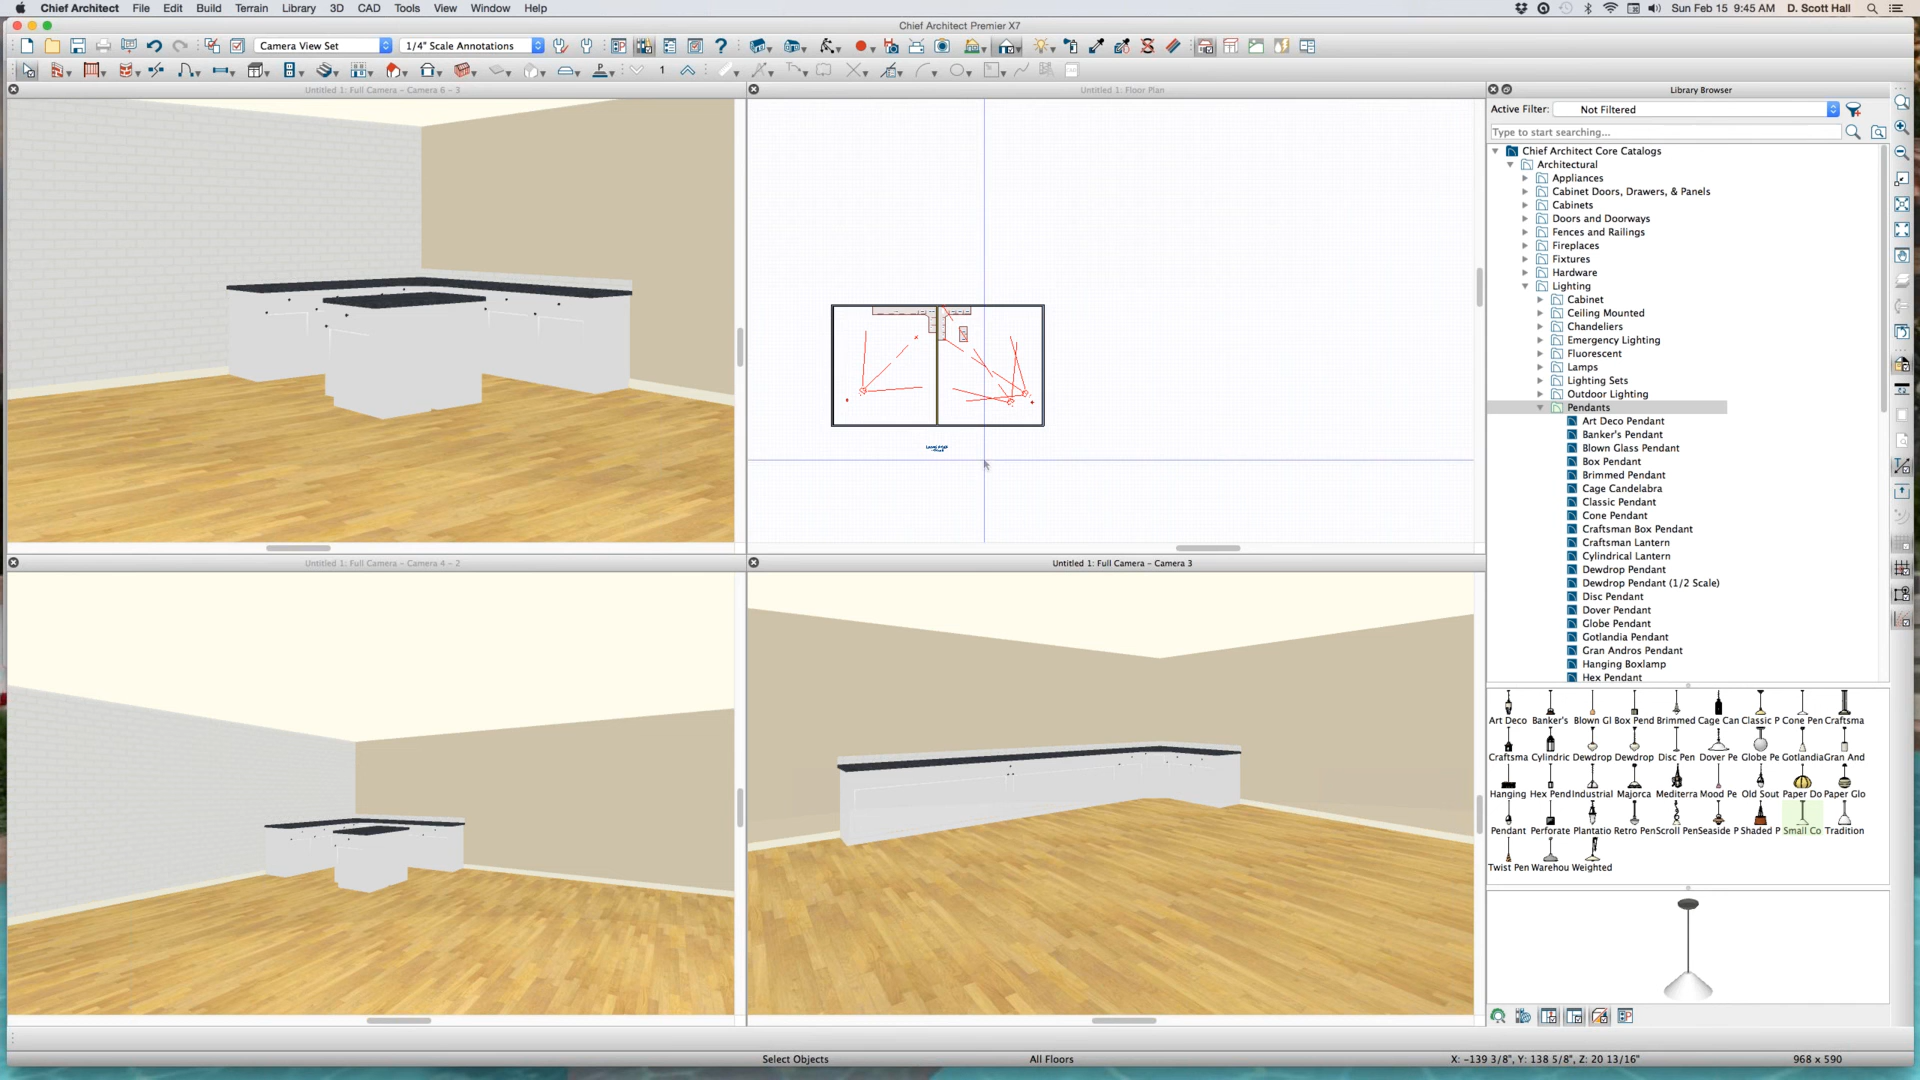 Chief Architect File Edit Build Terrain Library 3D CAD Tools View Window Help Sun Feb 15 9:45 AM D. Scott Hall
Chief Architect Premier X7
Camera View Set 1/4" Scale Annotations
1
Untitled 1: Full Camera - Camera 6 - 3
Untitled 1: Floor Plan
Library Browser
Active Filter: Not Filtered
Type to start searching...
Chief Architect Core Catalogs
Architectural
Appliances
Cabinet Doors, Drawers, & Panels
Cabinets
Doors and Doorways
Fences and Railings
Fireplaces
Fixtures
Hardware
Lighting
Cabinet
Ceiling Mounted
Chandeliers
Emergency Lighting
Fluorescent
Lamps
Lighting Sets
Outdoor Lighting
Pendants
Art Deco Pendant
Banker's Pendant
Blown Glass Pendant
Box Pendant
Brimmed Pendant
Cage Candelabra
Classic Pendant
Cone Pendant
Craftsman Box Pendant
Craftsman Lantern
Cylindrical Lantern
Dewdrop Pendant
Dewdrop Pendant (1/2 Scale)
Disc Pendant
Dover Pendant
Globe Pendant
Gotlandia Pendant
Gran Andros Pendant
Hanging Boxlamp
Hex Pendant
Untitled 1: Full Camera - Camera 4 - 2
Untitled 1: Full Camera - Camera 3
Art Deco Banker's Blown Gl Box Pend Brimmed Cage Can Classic P Cone Pen Craftsma
Craftsma Cylindric Dewdrop Dewdrop Disc Pen Dover Pe Globe Pe Gotlandia Gran And
Hanging Hex Pend Industrial Majorca Mediterra Mood Pe Old Sout Paper Do Paper Glo
Pendant Perforate Plantatio Retro Pen Scroll Pen Seaside P Shaded P Small Co Tradition
Twist Pen Warehou Weighted
Select Objects All Floors X: -139 3/8", Y: 138 5/8", Z: 20 13/16" 968 x 590